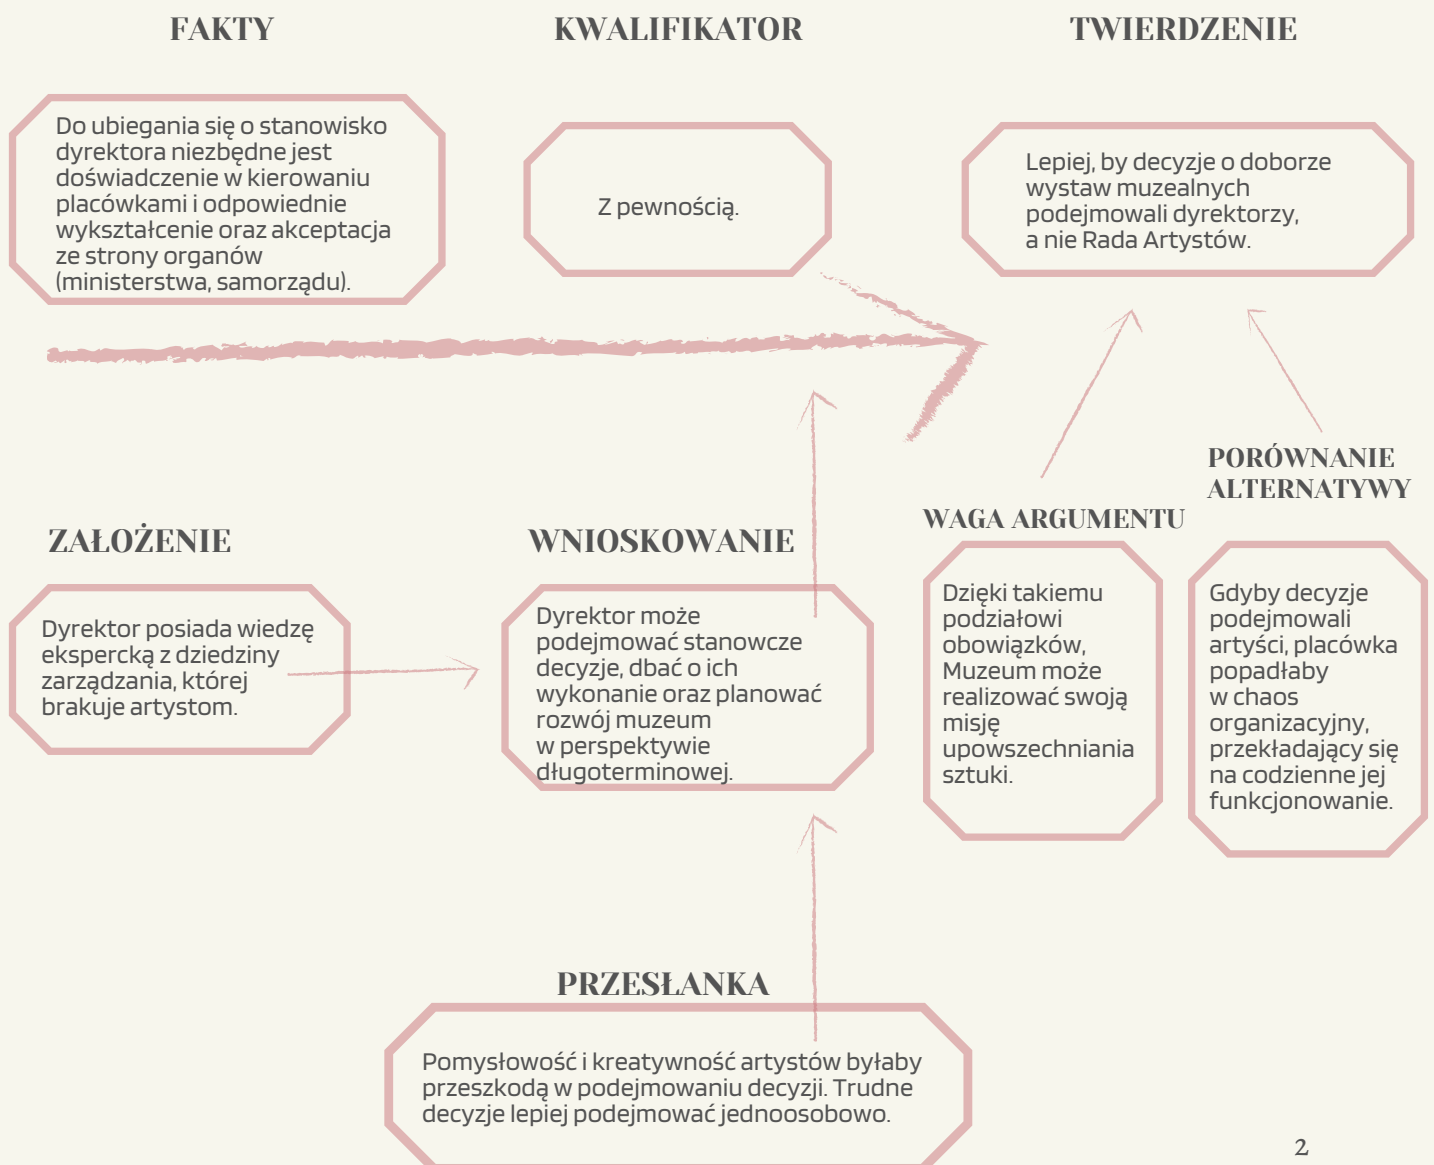 FAKTY
Do ubiegania się o stanowisko
dyrektora niezbędne jest
doświadczenie w kierowaniu
placówkami i odpowiednie
wykształcenie oraz akceptacja
ze strony organów
(ministerstwa, samorządu).
KWALIFIKATOR
Z pewnością.
TWIERDZENIE
Lepiej, by decyzje o doborze
wystaw muzealnych
podejmowali dyrektorzy,
a nie Rada Artystów.
ZAŁOŻENIE
Dyrektor posiada wiedzę
ekspercką z dziedziny
zarządzania, której
brakuje artystom.
WNIOSKOWANIE
Dyrektor może
podejmować stanowcze
decyzje, dbać o ich
wykonanie oraz planować
rozwój muzeum
w perspektywie
długoterminowej.
WAGA ARGUMENTU
Dzięki takiemu
podziałowi
obowiązków,
Muzeum może
realizować swoją
misję
upowszechniania
sztuki.
PORÓWNANIE
ALTERNATYWY
Gdyby decyzje
podejmowali
artyści, placówka
popadłaby
w chaos
organizacyjny,
przekładający się
na codzienne jej
funkcjonowanie.
PRZESŁANKA
Pomysłowość i kreatywność artystów byłaby
przeszkodą w podejmowaniu decyzji. Trudne
decyzje lepiej podejmować jednoosobowo.
2